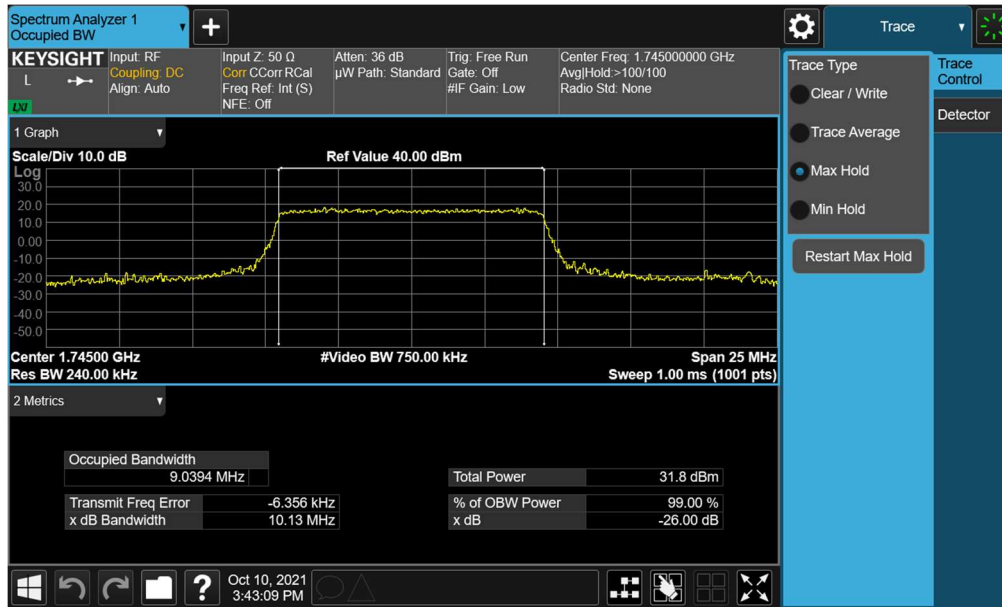 Spectrum Analyzer 1
Occupied BW
+
Trace
KEYSIGHT
L
LXI
Input: RF
Coupling: DC
Align: Auto
Input Z: 50 Ω
Corr CCorr RCal
Freq Ref: Int (S)
NFE: Off
Atten: 36 dB
µW Path: Standard
Trig: Free Run
Gate: Off
#IF Gain: Low
Center Freq: 1.745000000 GHz
Avg|Hold:>100/100
Radio Std: None
1 Graph
Scale/Div 10.0 dB
Ref Value 40.00 dBm
Log
30.0
20.0
10.0
0.00
-10.0
-20.0
-30.0
-40.0
-50.0
Center 1.74500 GHz
#Video BW 750.00 kHz
Span 25 MHz
Res BW 240.00 kHz
Sweep 1.00 ms (1001 pts)
2 Metrics
Occupied Bandwidth
9.0394 MHz
Transmit Freq Error -6.356 kHz
x dB Bandwidth 10.13 MHz
Total Power 31.8 dBm
% of OBW Power 99.00 %
x dB -26.00 dB
?
Oct 10, 2021
3:43:09 PM
Trace Type
Clear / Write
Trace Average
Max Hold
Min Hold
Restart Max Hold
Trace
Control
Detector